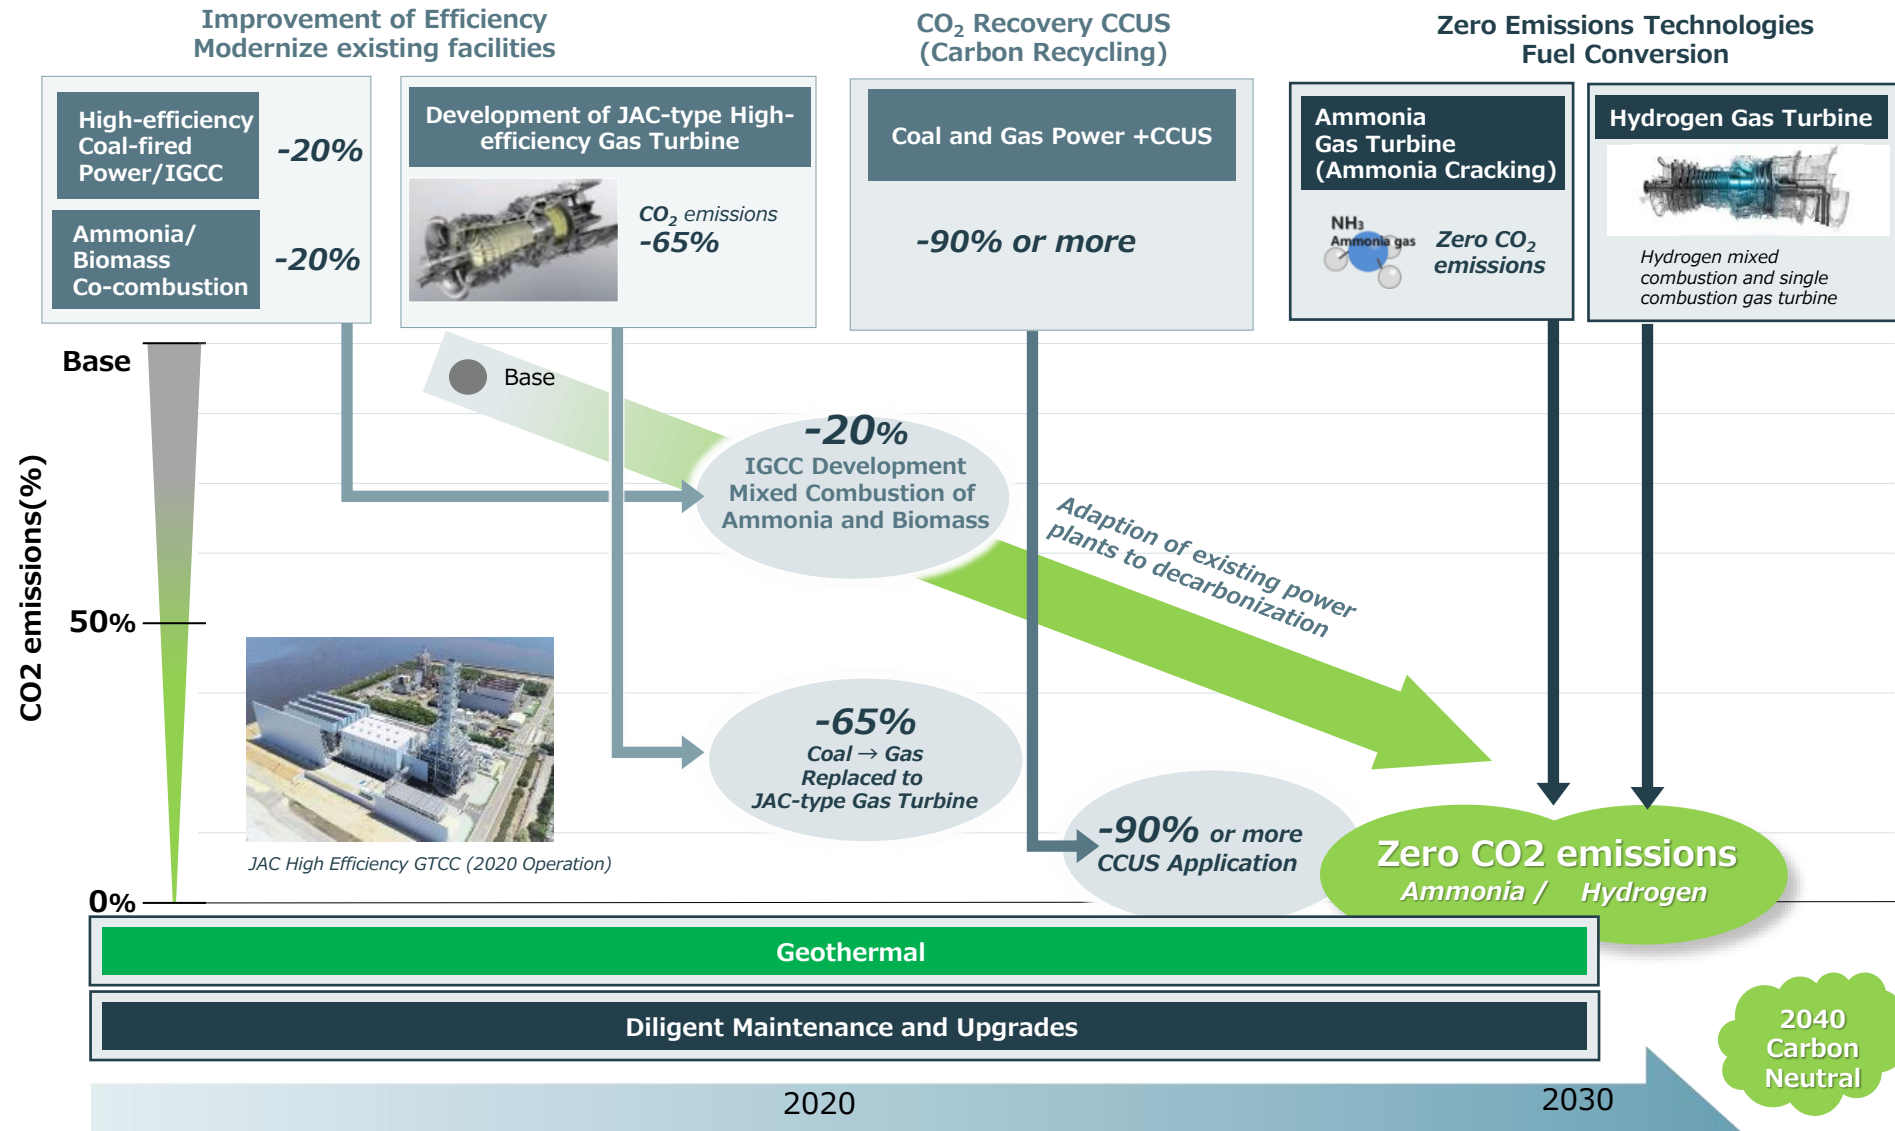 Improvement of Efficiency
Modernize existing facilities
CO₂ Recovery CCUS
(Carbon Recycling)
Zero Emissions Technologies
Fuel Conversion
High-efficiency
Coal-fired
Power/IGCC
-20%
Ammonia/
Biomass
Co-combustion
-20%
Development of JAC-type High-
efficiency Gas Turbine
CO₂ emissions
-65%
Coal and Gas Power +CCUS
-90% or more
Ammonia
Gas Turbine
(Ammonia Cracking)
NH₃
Ammonia gas
Zero CO₂
emissions
Hydrogen Gas Turbine
Hydrogen mixed
combustion and single
combustion gas turbine
CO2 emissions(%)
Base
50%
0%
Base
-20%
IGCC Development
Mixed Combustion of
Ammonia and Biomass
Adaption of existing power
plants to decarbonization
-65%
Coal → Gas
Replaced to
JAC-type Gas Turbine
JAC High Efficiency GTCC (2020 Operation)
-90% or more
CCUS Application
Zero CO2 emissions
Ammonia / Hydrogen
Geothermal
Diligent Maintenance and Upgrades
2020
2030
2040
Carbon
Neutral